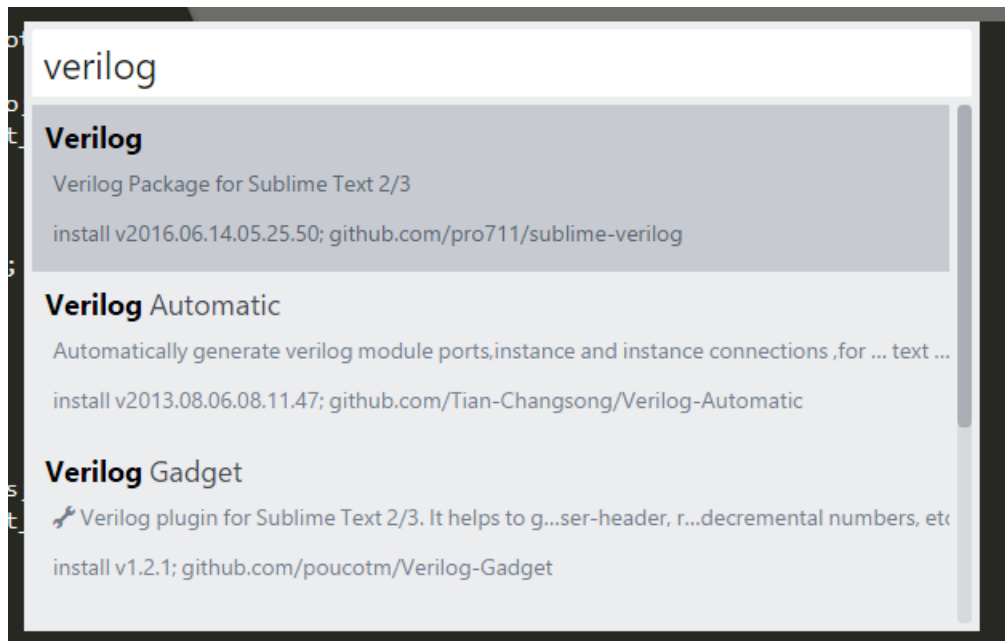 verilog
Verilog
Verilog Package for Sublime Text 2/3
install v2016.06.14.05.25.50; github.com/pro711/sublime-verilog
Verilog Automatic
Automatically generate verilog module ports,instance and instance connections ,for ... text ...
install v2013.08.06.08.11.47; github.com/Tian-Changsong/Verilog-Automatic
Verilog Gadget
Verilog plugin for Sublime Text 2/3. It helps to g...ser-header, r...decremental numbers, etc
install v1.2.1; github.com/poucotm/Verilog-Gadget